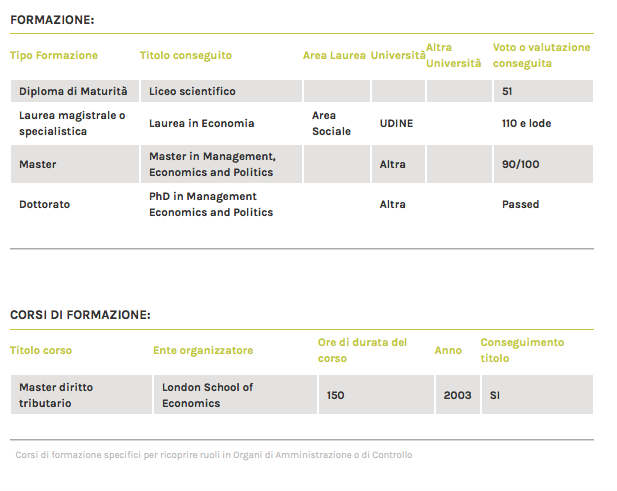 FORMAZIONE:
Tipo Formazione Titolo conseguito Area Laurea Università Altra Università Voto o valutazione conseguita
Diploma di Maturità Liceo scientifico 51
Laurea magistrale o specialistica Laurea in Economia Area Sociale UDINE 110 e lode
Master Master in Management, Economics and Politics Altra 90/100
Dottorato PhD in Management Economics and Politics Altra Passed
CORSI DI FORMAZIONE:
Titolo corso Ente organizzatore Ore di durata del corso Anno Conseguimento titolo
Master diritto tributario London School of Economics 150 2003 SI
Corsi di formazione specifici per ricoprire ruoli in Organi di Amministrazione o di Controllo